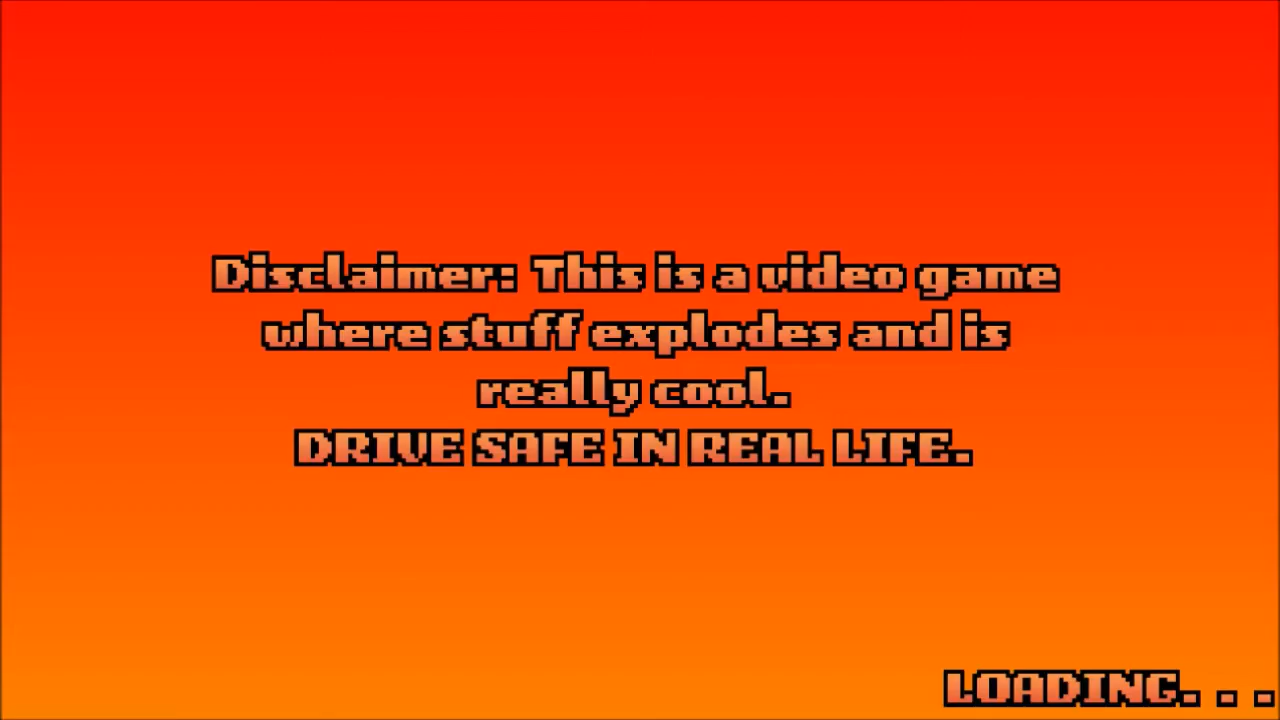 Disclaimer: This is a video game
where stuff explodes and is
really cool.
DRIVE SAFE IN REAL LIFE.
LOADING. . .